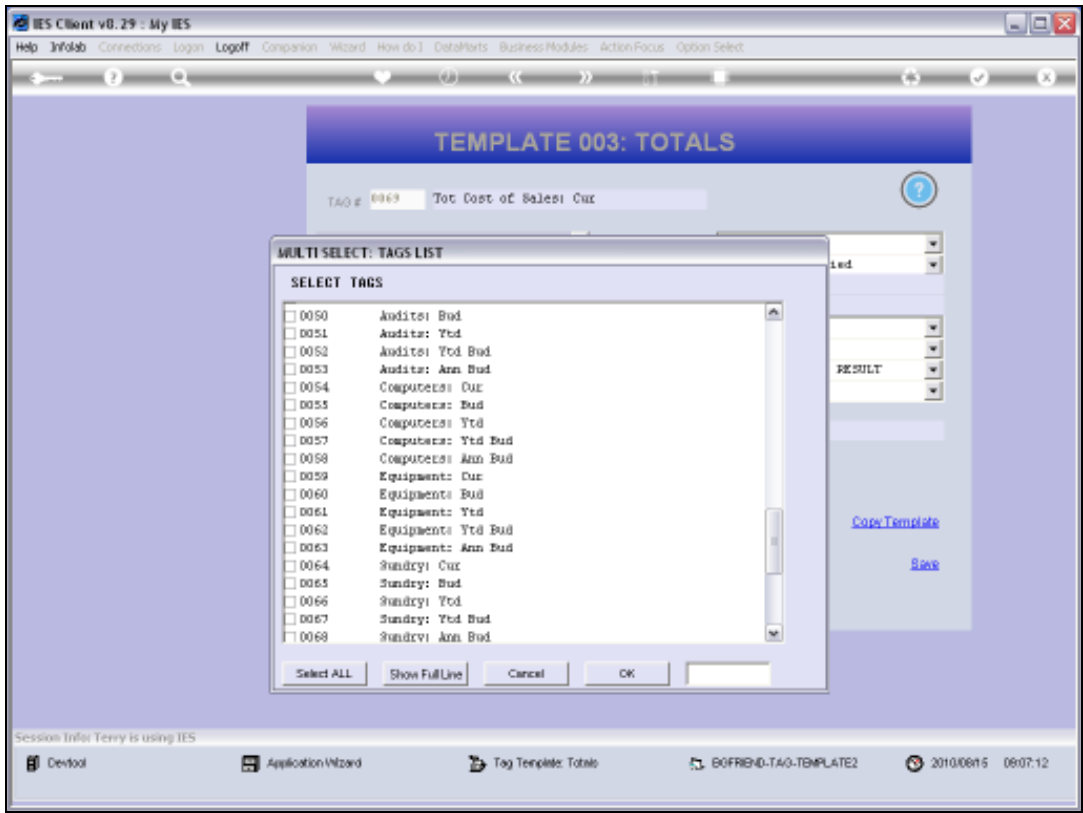 IES Client v8.29 : My IES
Help Infolab Connections Logon Logoff Companion Wizard How do I DataMarts Business Modules Action Focus Option Select
TEMPLATE 003: TOTALS
TAG # 0069 Tot Cost of Sales: Cur
MULTI SELECT: TAGS LIST
SELECT TAGS
0050 Audits: Bud
0051 Audits: Ytd
0052 Audits: Ytd Bud
0053 Audits: Ann Bud
0054 Computers: Cur
0055 Computers: Bud
0056 Computers: Ytd
0057 Computers: Ytd Bud
0058 Computers: Ann Bud
0059 Equipment: Cur
0060 Equipment: Bud
0061 Equipment: Ytd
0062 Equipment: Ytd Bud
0063 Equipment: Ann Bud
0064 Sundry: Cur
0065 Sundry: Bud
0066 Sundry: Ytd
0067 Sundry: Ytd Bud
0068 Sundry: Ann Bud
Select ALL Show Full Line Cancel OK
RESULT
Copy Template
Save
Session Info: Terry is using IES
Devtool Application Wizard Tag Template: Totals BOFRIEND-TAG-TEMPLATE2 2010/08/15 09:07:12